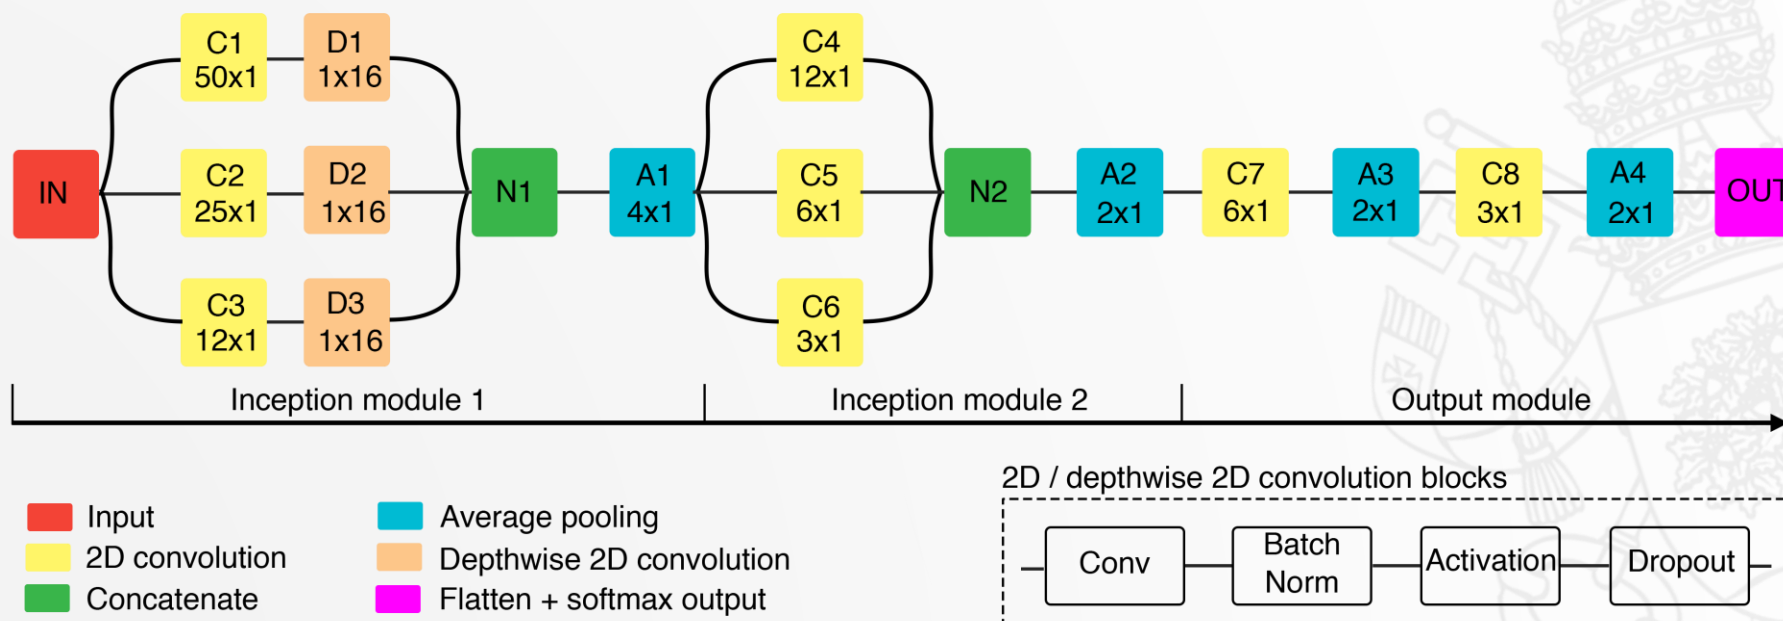 C1
50x1
D1
1x16
C4
12x1
IN
C2
25x1
D2
1x16
N1
A1
4x1
C5
6x1
N2
A2
2x1
C7
6x1
A3
2x1
C8
3x1
A4
2x1
OUT
C3
12x1
D3
1x16
C6
3x1
Inception module 1
Inception module 2
Output module
2D / depthwise 2D convolution blocks
Input
2D convolution
Concatenate
Average pooling
Depthwise 2D convolution
Flatten + softmax output
Conv
Batch
Norm
Activation
Dropout